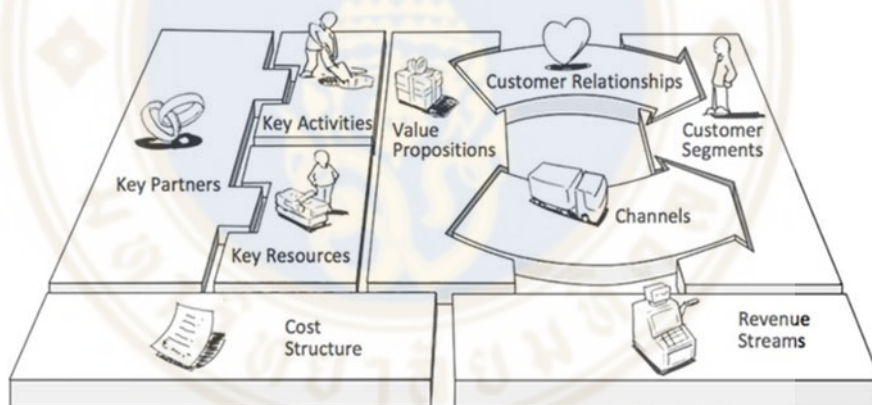 Key Partners
Key Activities
Key Resources
Value
Propositions
Customer Relationships
Channels
Customer
Segments
Cost
Structure
Revenue
Streams